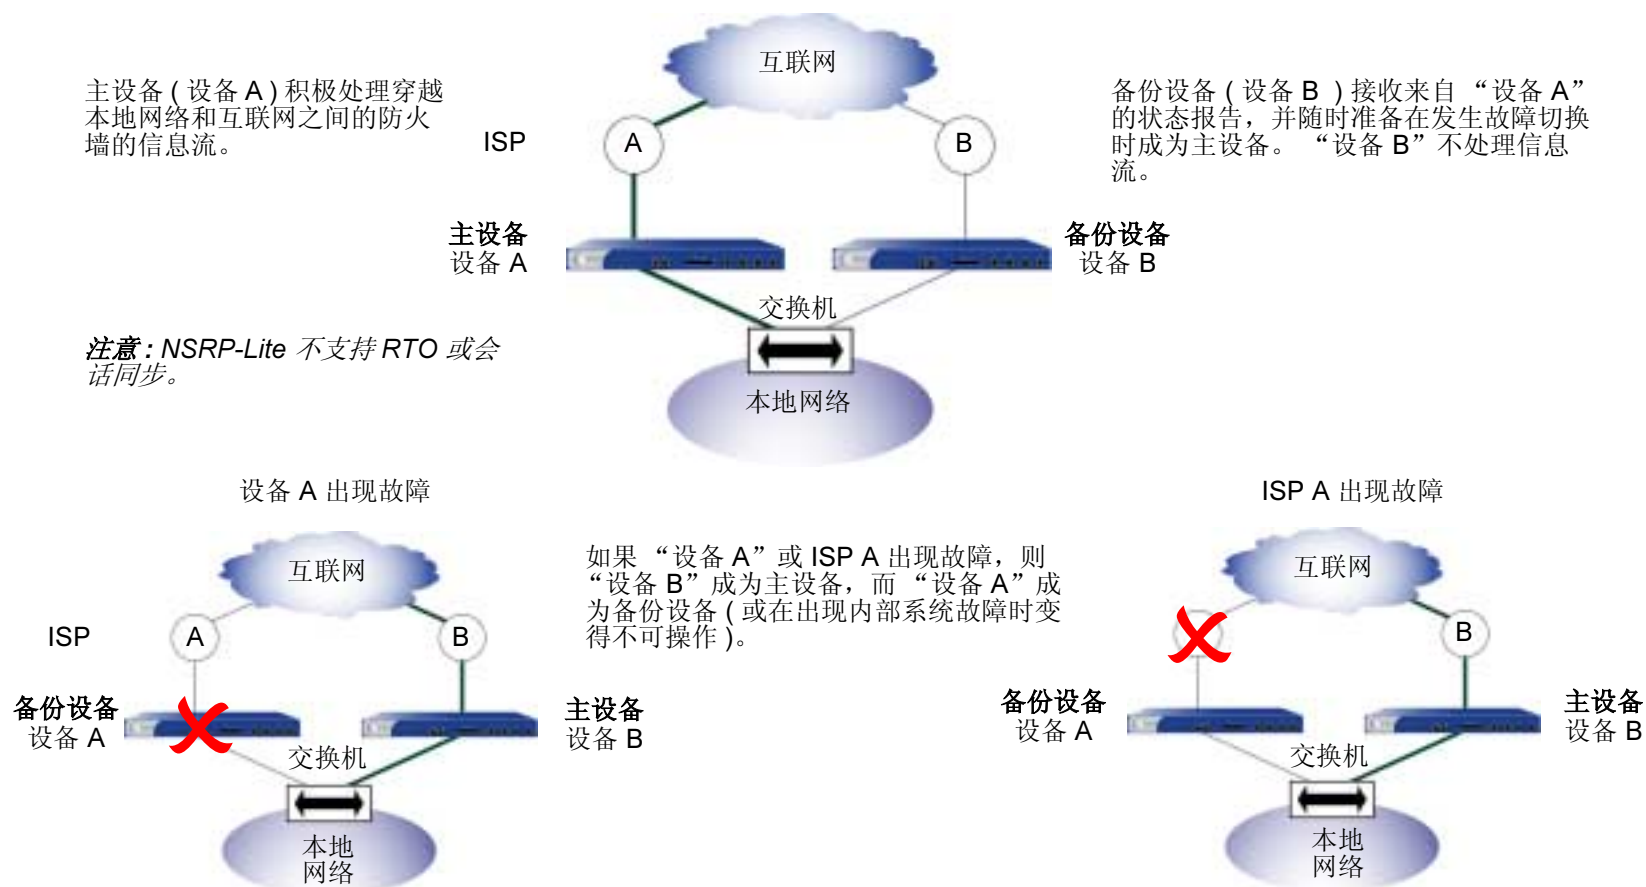 互联网
主设备 ( 设备 A ) 积极处理穿越
本地网络和互联网之间的防火
墙的信息流。
ISP
A
B
备份设备 ( 设备 B ) 接收来自 “设备 A”
的状态报告，并随时准备在发生故障切换
时成为主设备。 “设备 B”不处理信息
流。
主设备
设备 A
备份设备
设备 B
交换机
注意 : NSRP-Lite 不支持 RTO 或会
话同步。
本地网络
设备 A 出现故障
互联网
ISP
A
B
备份设备
设备 A
主设备
设备 B
交换机
本地
网络
如果 “设备 A”或 ISP A 出现故障，则
“设备 B”成为主设备，而 “设备 A”成
为备份设备 ( 或在出现内部系统故障时变
得不可操作 )。
ISP A 出现故障
互联网
B
备份设备
设备 A
主设备
设备 B
交换机
本地
网络